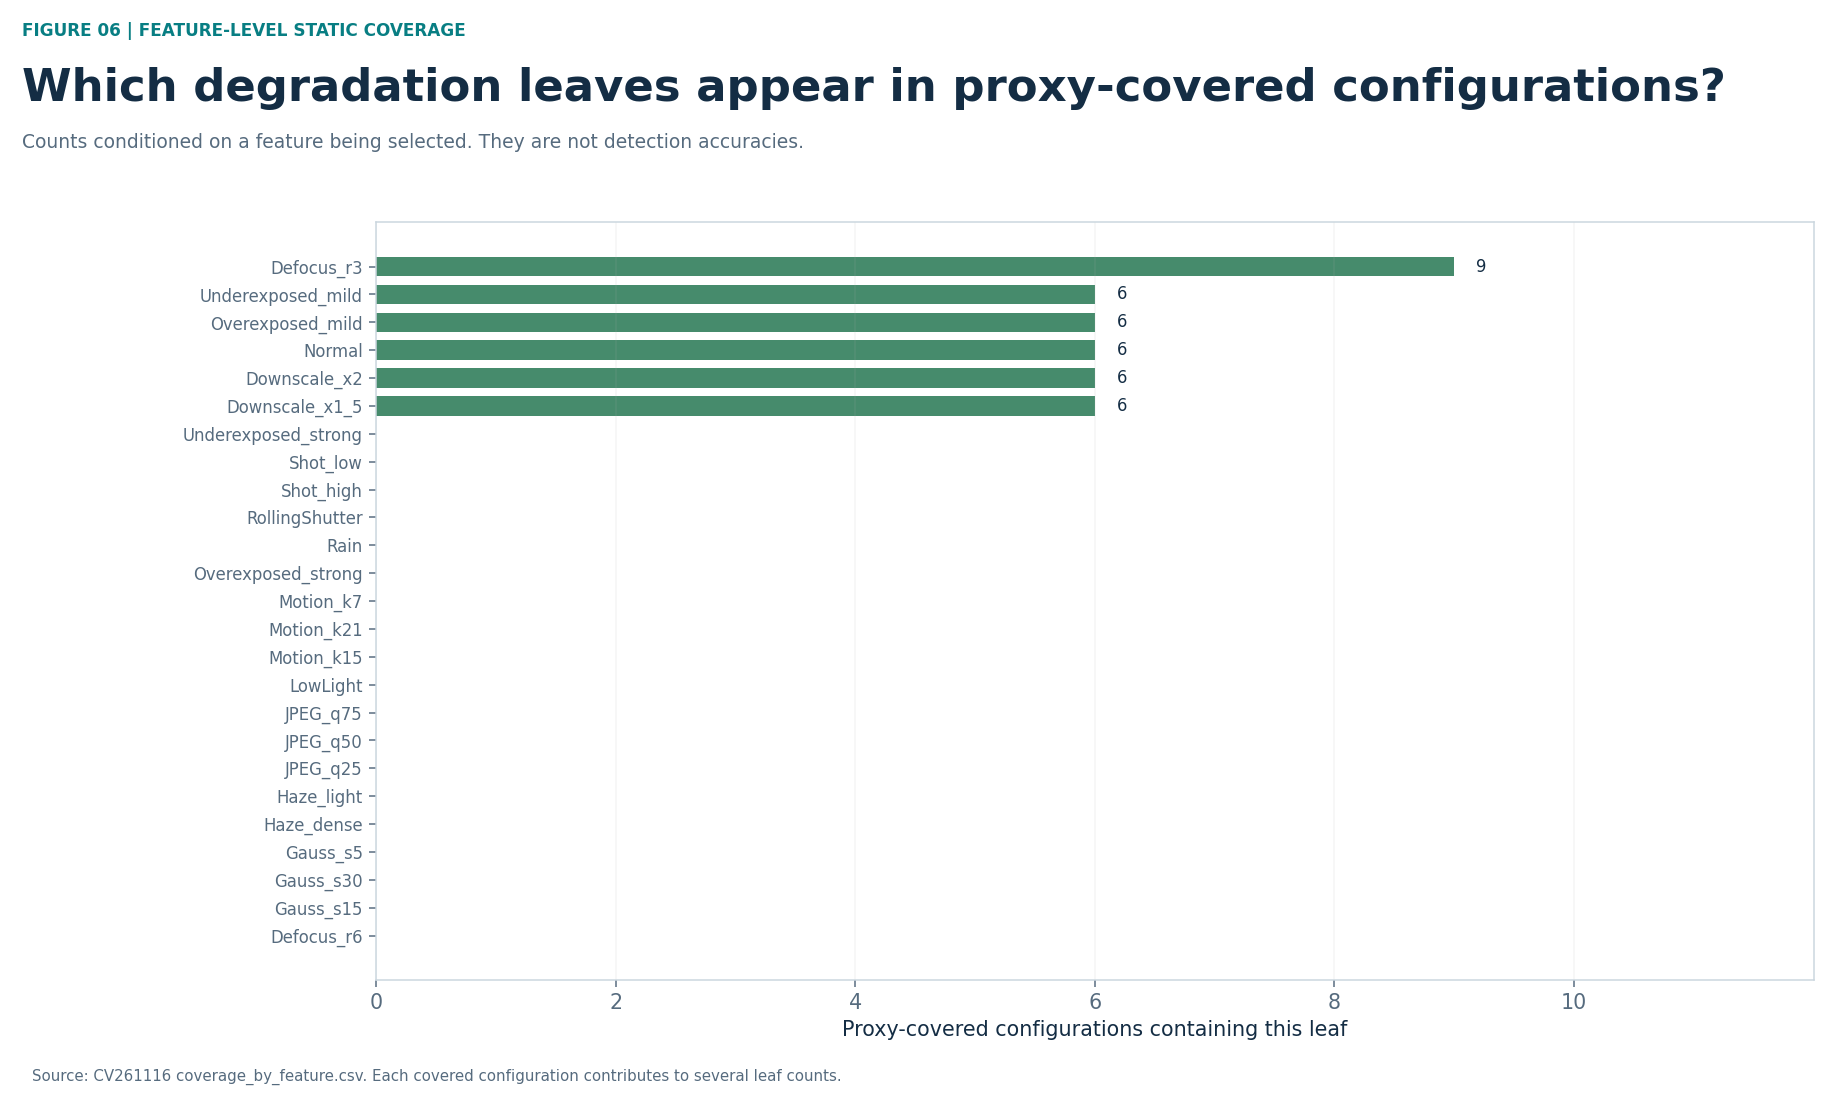 FIGURE 06 | FEATURE-LEVEL STATIC COVERAGE
Which degradation leaves appear in proxy-covered configurations?
Counts conditioned on a feature being selected. They are not detection accuracies.
Defocus_r3 9
Underexposed_mild 6
Overexposed_mild 6
Normal 6
Downscale_x2 6
Downscale_x1_5 6
Underexposed_strong
Shot_low
Shot_high
RollingShutter
Rain
Overexposed_strong
Motion_k7
Motion_k21
Motion_k15
LowLight
JPEG_q75
JPEG_q50
JPEG_q25
Haze_light
Haze_dense
Gauss_s5
Gauss_s30
Gauss_s15
Defocus_r6
0 2 4 6 8 10
Proxy-covered configurations containing this leaf
Source: CV261116 coverage_by_feature.csv. Each covered configuration contributes to several leaf counts.